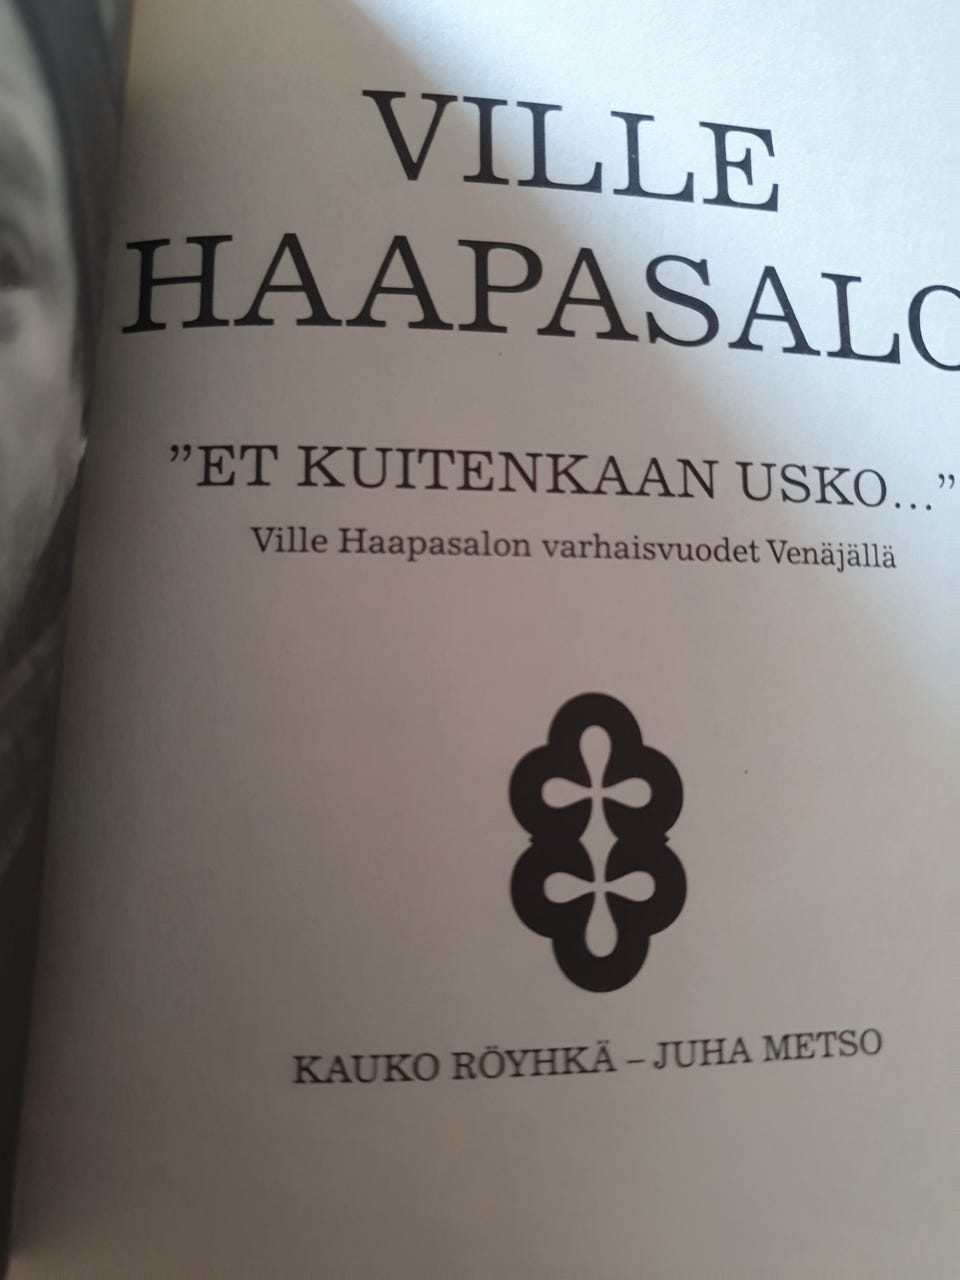 VILLE
HAAPASALO
”ET KUITENKAAN USKO...”
Ville Haapasalon varhaisvuodet Venäjällä
KAUKO RÖYHKÄ – JUHA METSO